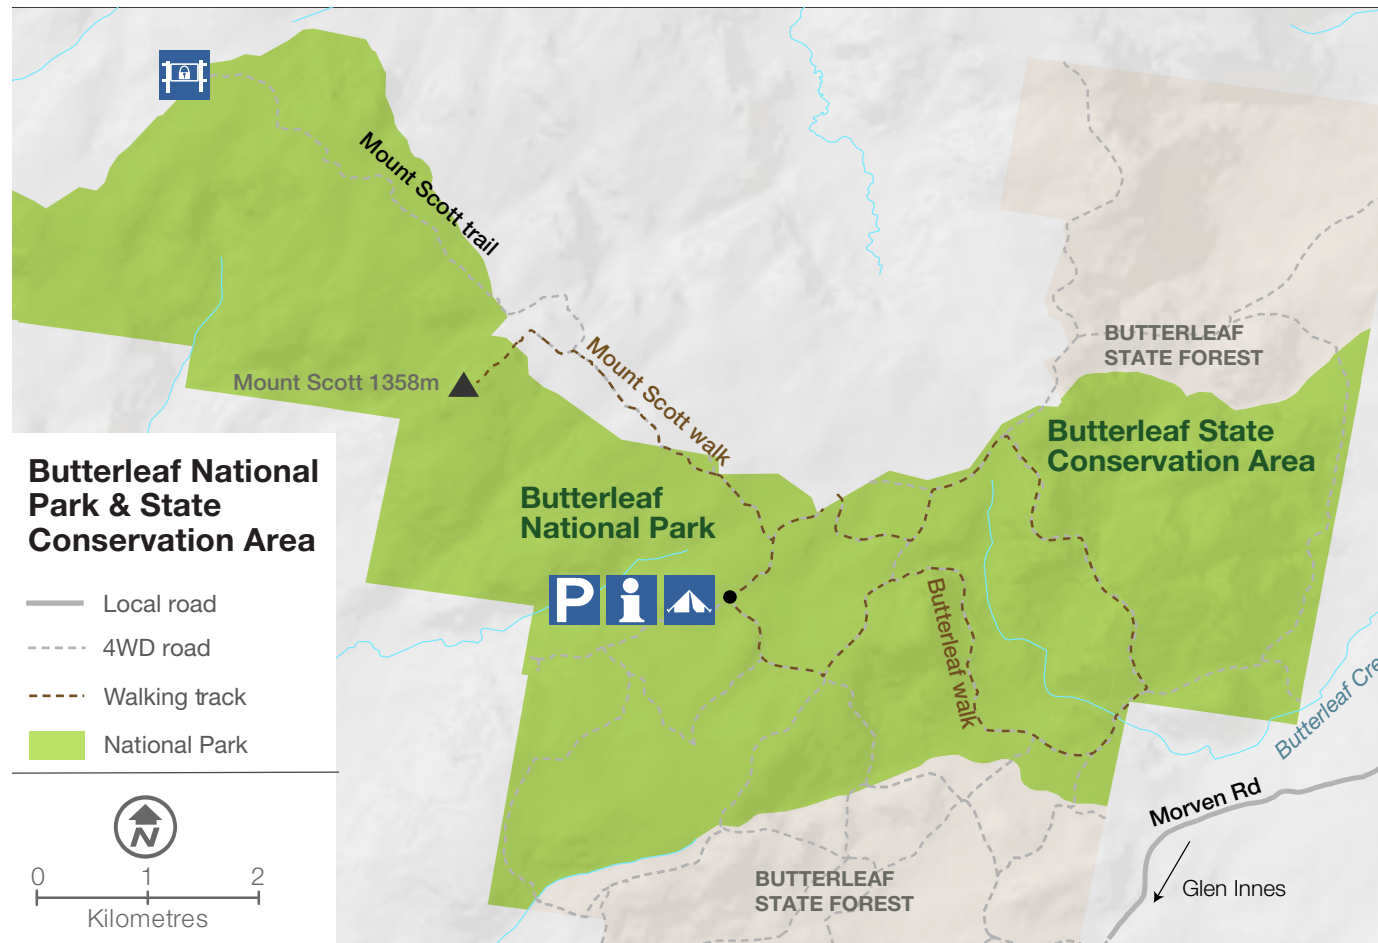 Mount Scott trail
BUTTERLEAF
STATE FOREST
Mount Scott 1358m
Mount Scott walk
Butterleaf State
Conservation Area
Butterleaf
National Park
P
i
Butterleaf walk
Butterleaf Cre
Morven Rd
Glen Innes
BUTTERLEAF
STATE FOREST
Butterleaf National
Park & State
Conservation Area
Local road
4WD road
Walking track
National Park
N
0 1 2
Kilometres